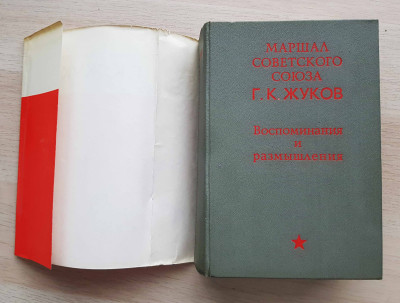 МАРШАЛ
СОВЕТСКОГО
СОЮЗА
Г. К. ЖУКОВ
Воспоминания
и
размышления